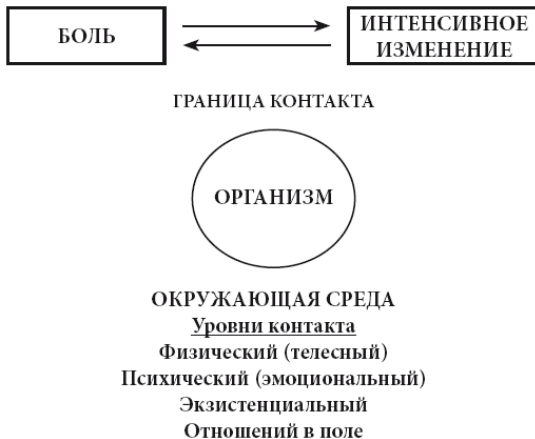 БОЛЬ
ИНТЕНСИВНОЕ
ИЗМЕНЕНИЕ
ГРАНИЦА КОНТАКТА
ОРГАНИЗМ
ОКРУЖАЮЩАЯ СРЕДА
Уровни контакта
Физический (телесный)
Психический (эмоциональный)
Экзистенциальный
Отношений в поле